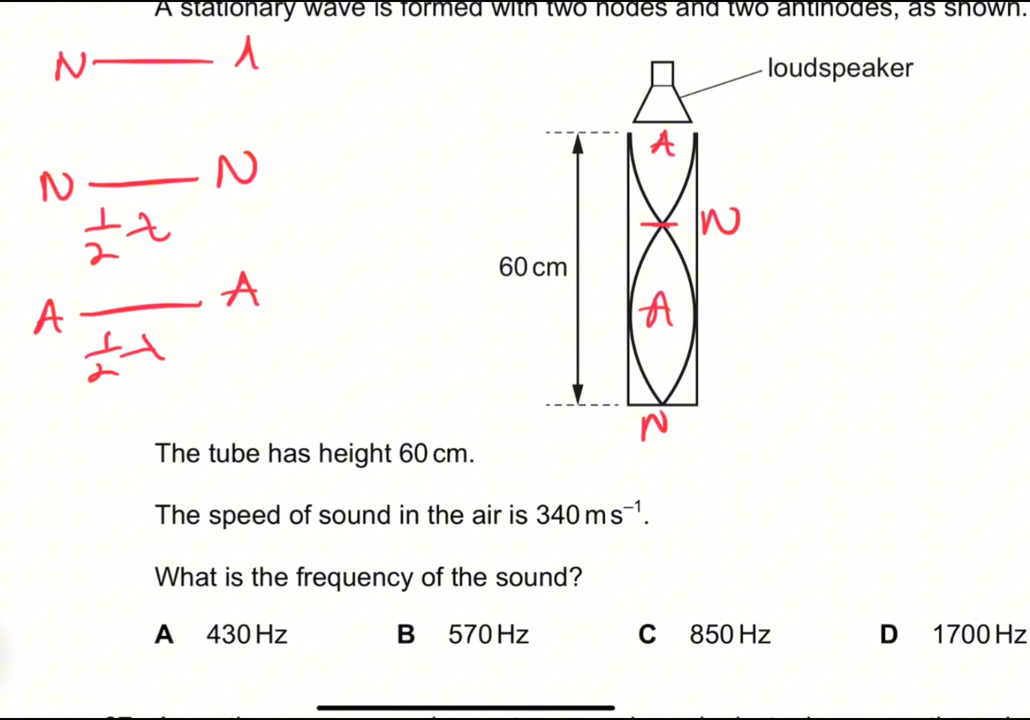 A stationary wave is formed with two nodes and two antinodes, as shown.
N A
loudspeaker
A
N N
N
1/2 λ
60 cm
A A
A
1/2 λ
N
The tube has height 60 cm.
The speed of sound in the air is 340 m s⁻¹.
What is the frequency of the sound?
A 430 Hz B 570 Hz C 850 Hz D 1700 Hz